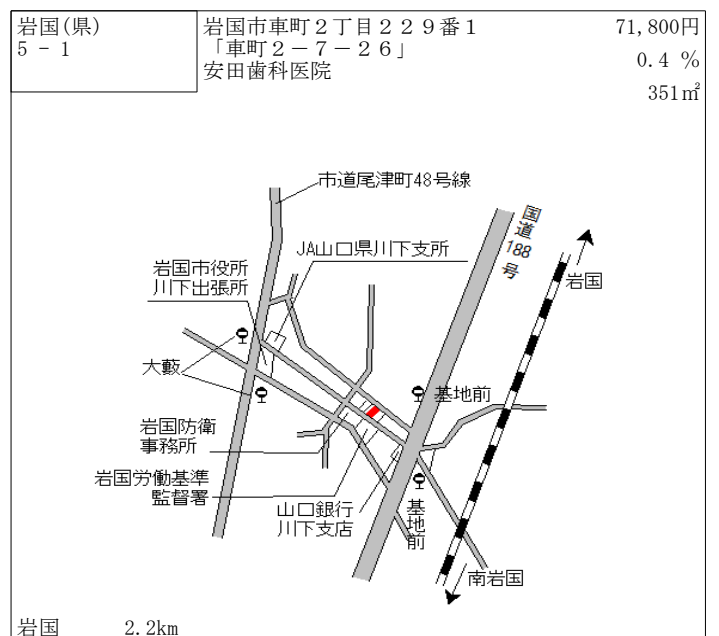 岩国(県)
5 - 1
岩国市車町２丁目２２９番１
「車町２－７－２６」
安田歯科医院
71,800円
0.4 %
351㎡
市道尾津町48号線
国道188号
JA山口県川下支所
岩国市役所
川下出張所
岩国
大藪
基地前
岩国防衛
事務所
岩国労働基準
監督署
山口銀行
川下支店
基地前
南岩国
岩国 2.2km